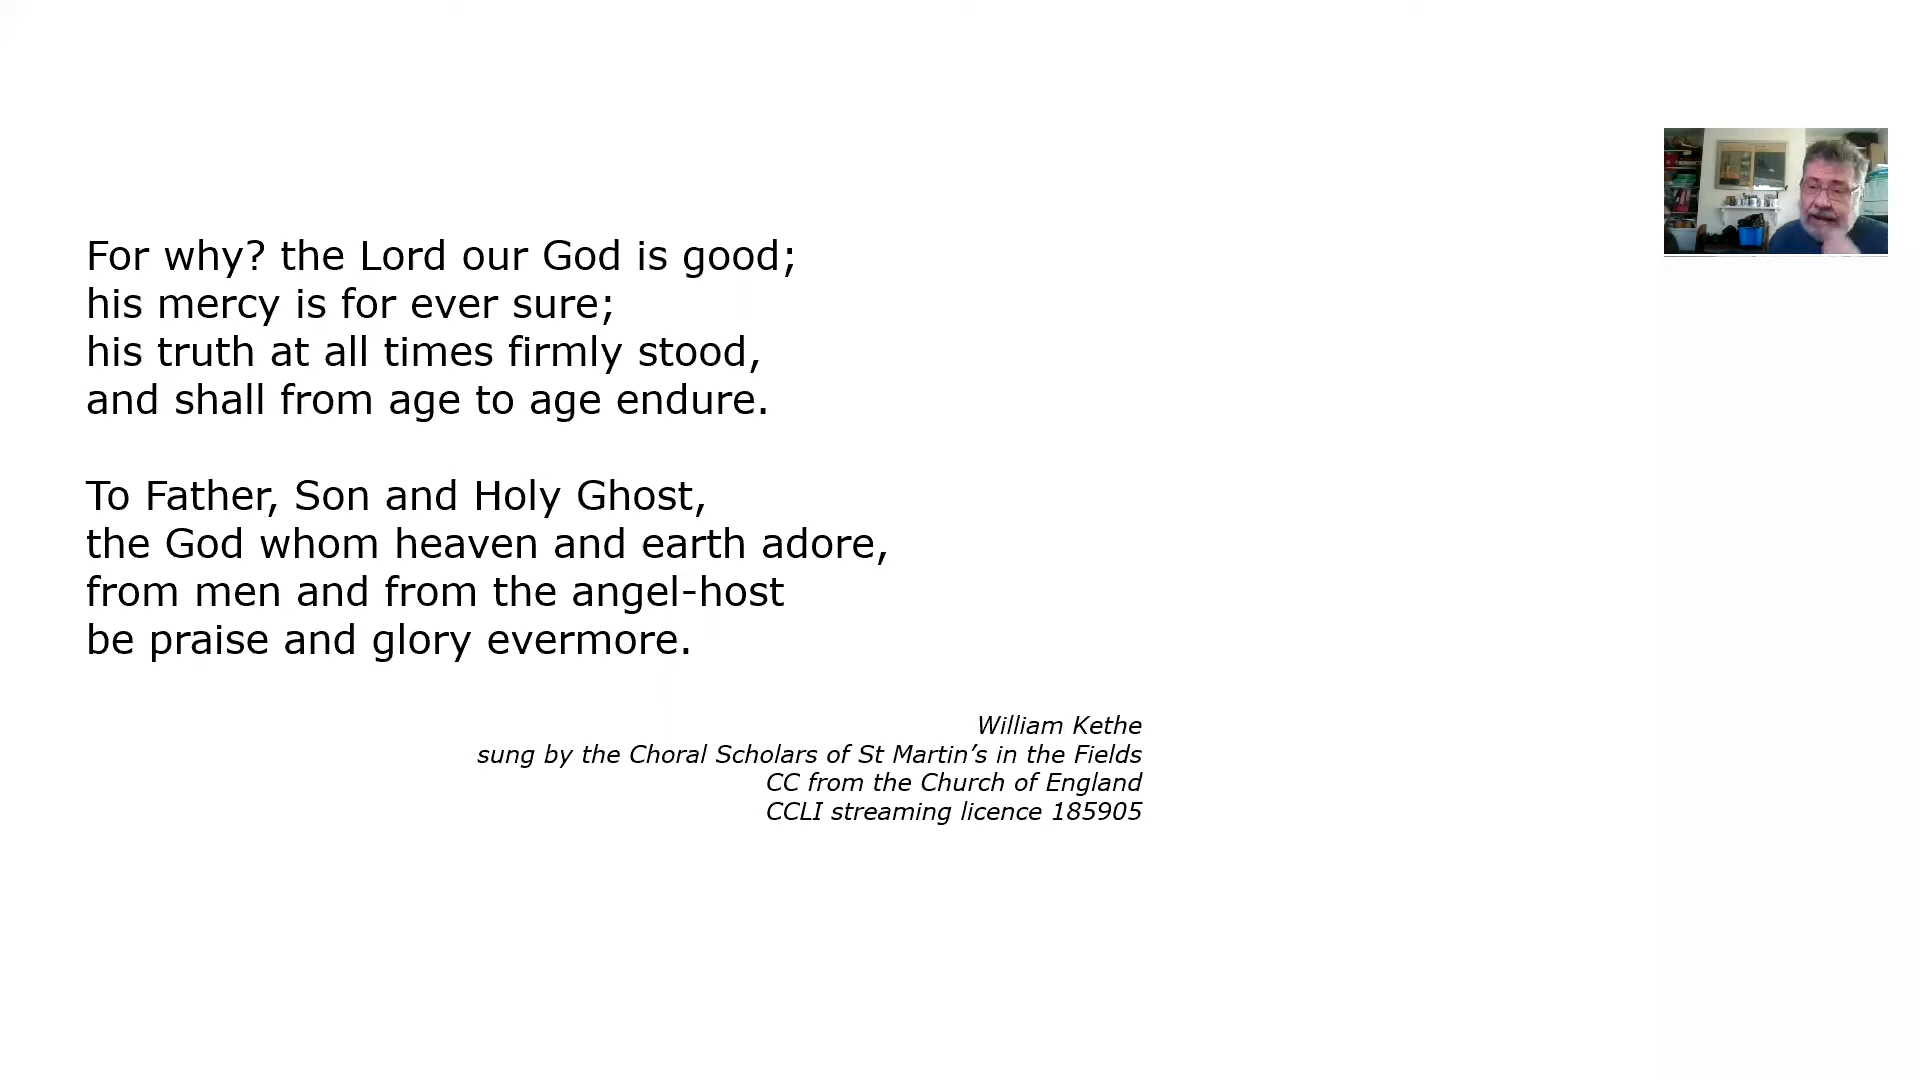 For why? the Lord our God is good;
his mercy is for ever sure;
his truth at all times firmly stood,
and shall from age to age endure.
To Father, Son and Holy Ghost,
the God whom heaven and earth adore,
from men and from the angel-host
be praise and glory evermore.
William Kethe
sung by the Choral Scholars of St Martin’s in the Fields
CC from the Church of England
CCLI streaming licence 185905